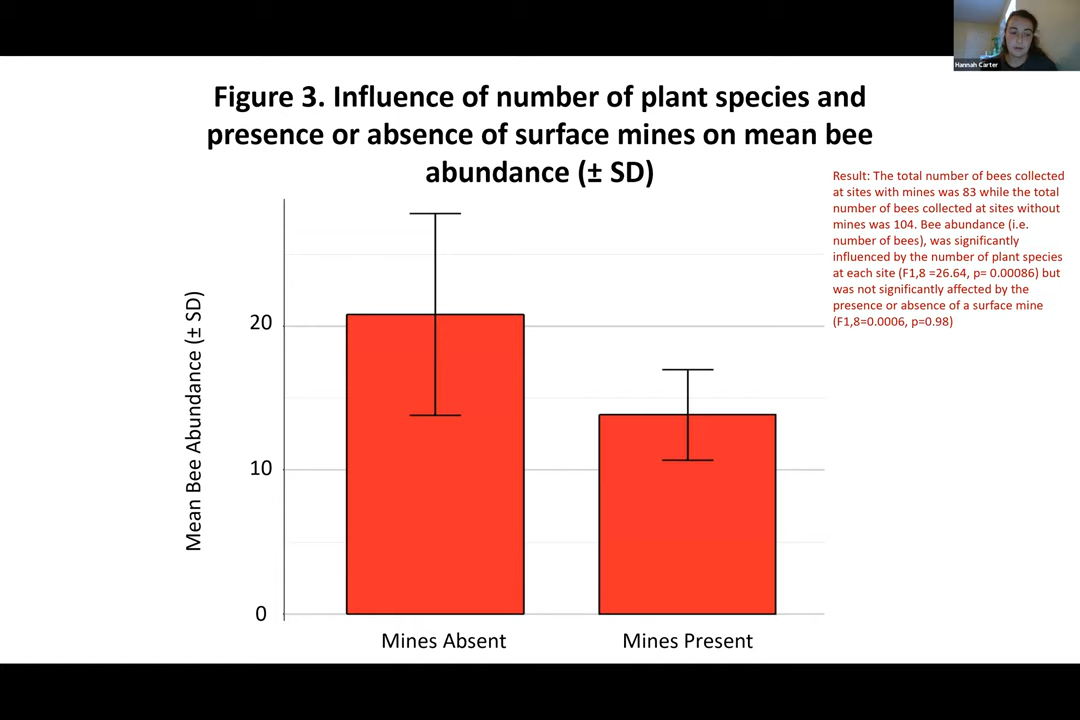 Hannah Carter
Figure 3. Influence of number of plant species and
presence or absence of surface mines on mean bee
abundance (± SD)
Result: The total number of bees collected
at sites with mines was 83 while the total
number of bees collected at sites without
mines was 104. Bee abundance (i.e.
number of bees), was significantly
influenced by the number of plant species
at each site (F1,8 =26.64, p= 0.00086) but
was not significantly affected by the
presence or absence of a surface mine
(F1,8=0.0006, p=0.98)
Mean Bee Abundance (± SD)
20
10
0
Mines Absent
Mines Present